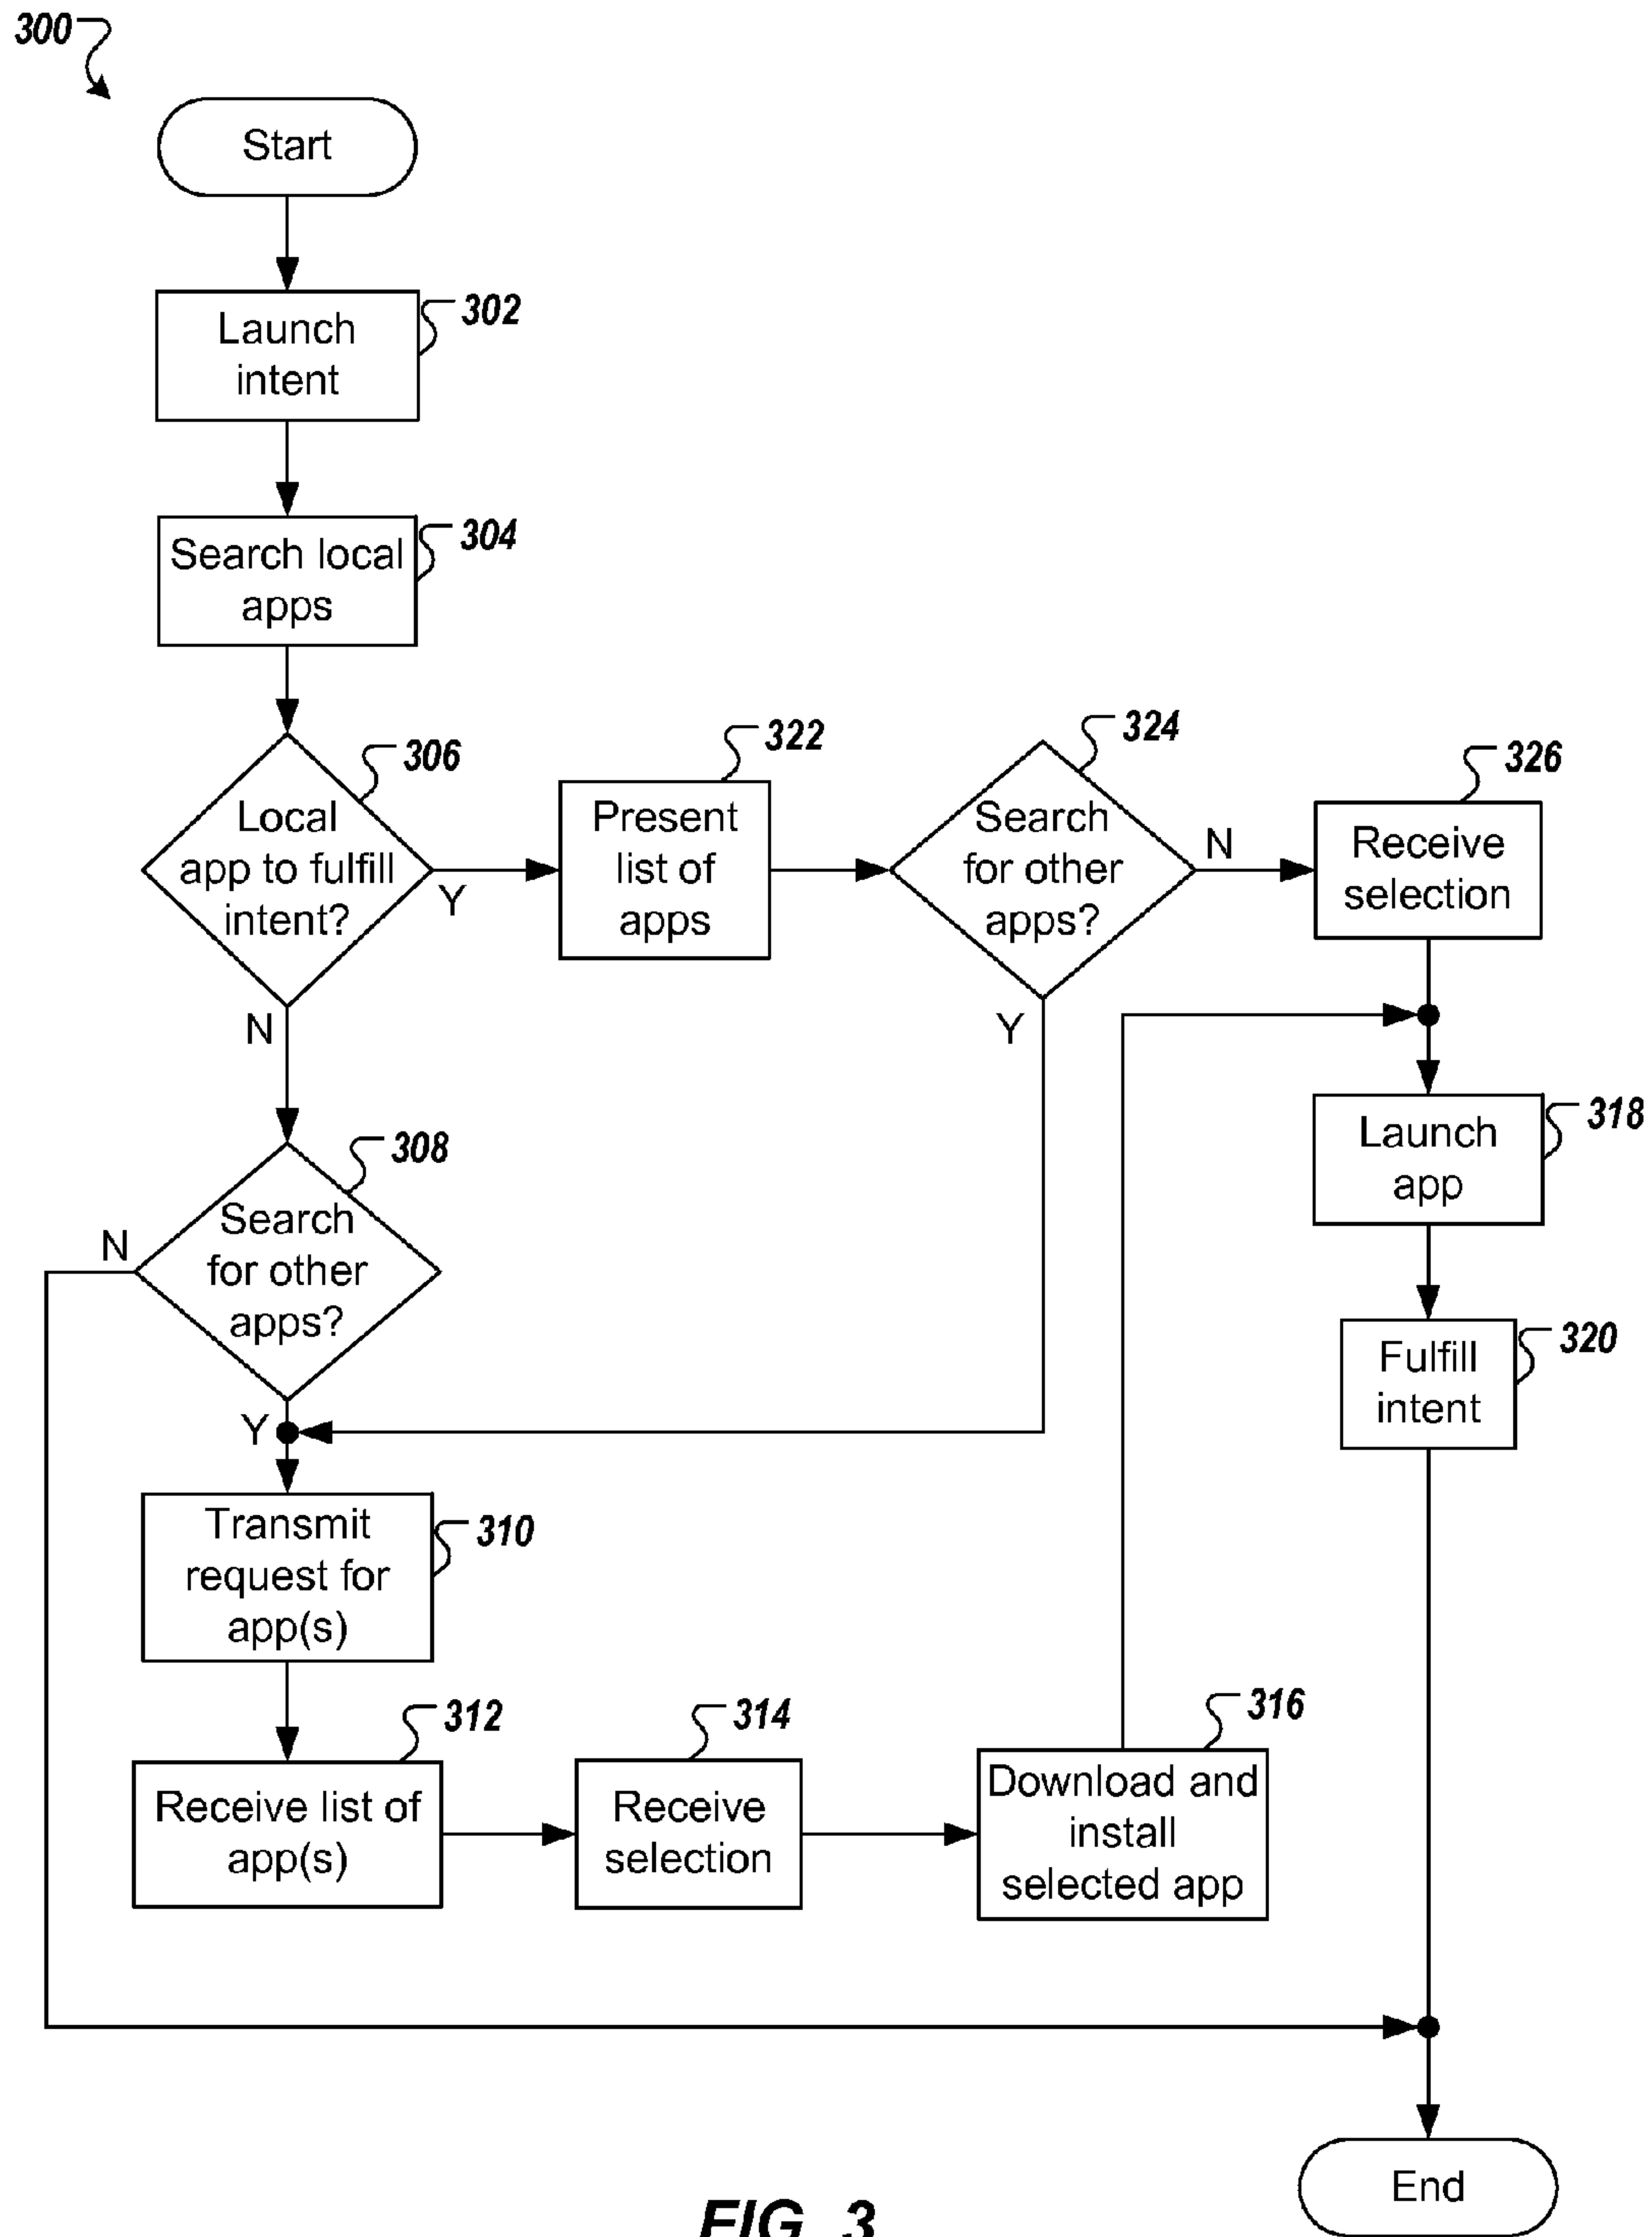 300
Start
302
Launch
intent
304
Search local
apps
306
Local
app to fulfill
intent?
Y
N
322
Present
list of
apps
324
Search
for other
apps?
N
Y
326
Receive
selection
318
Launch
app
320
Fulfill
intent
308
Search
for other
apps?
N
Y
310
Transmit
request for
app(s)
312
Receive list of
app(s)
314
Receive
selection
316
Download and
install
selected app
End
FIG. 3